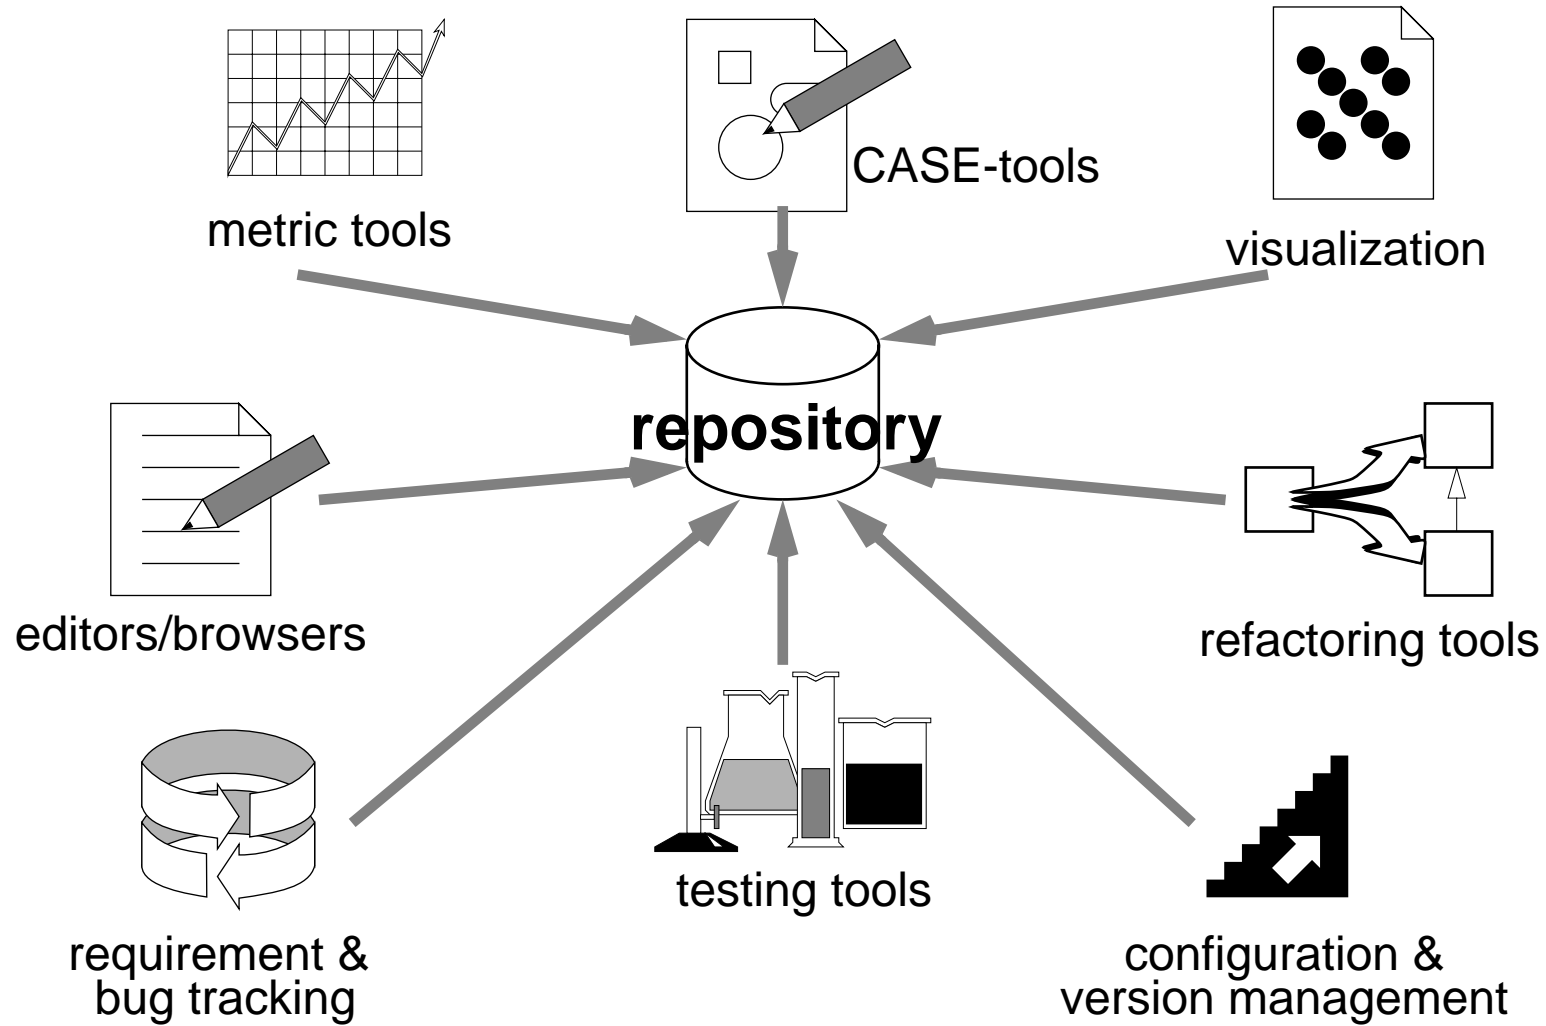 CASE-tools
metric tools
visualization
repository
editors/browsers
refactoring tools
testing tools
requirement &
bug tracking
configuration &
version management